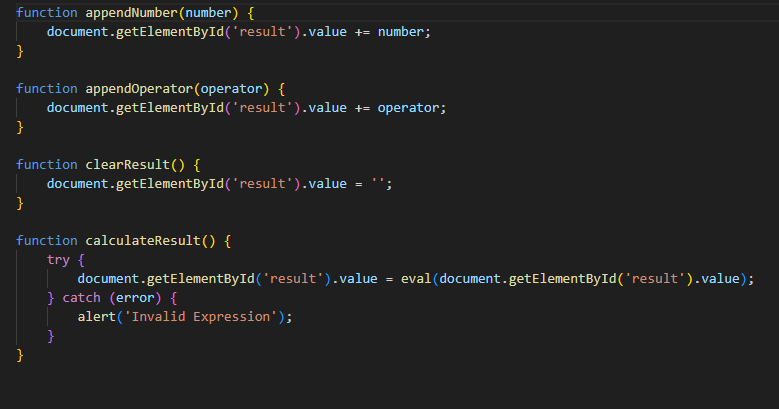 function appendNumber(number) {
    document.getElementById('result').value += number;
}
function appendOperator(operator) {
    document.getElementById('result').value += operator;
}
function clearResult() {
    document.getElementById('result').value = '';
}
function calculateResult() {
    try {
        document.getElementById('result').value = eval(document.getElementById('result').value);
    } catch (error) {
        alert('Invalid Expression');
    }
}